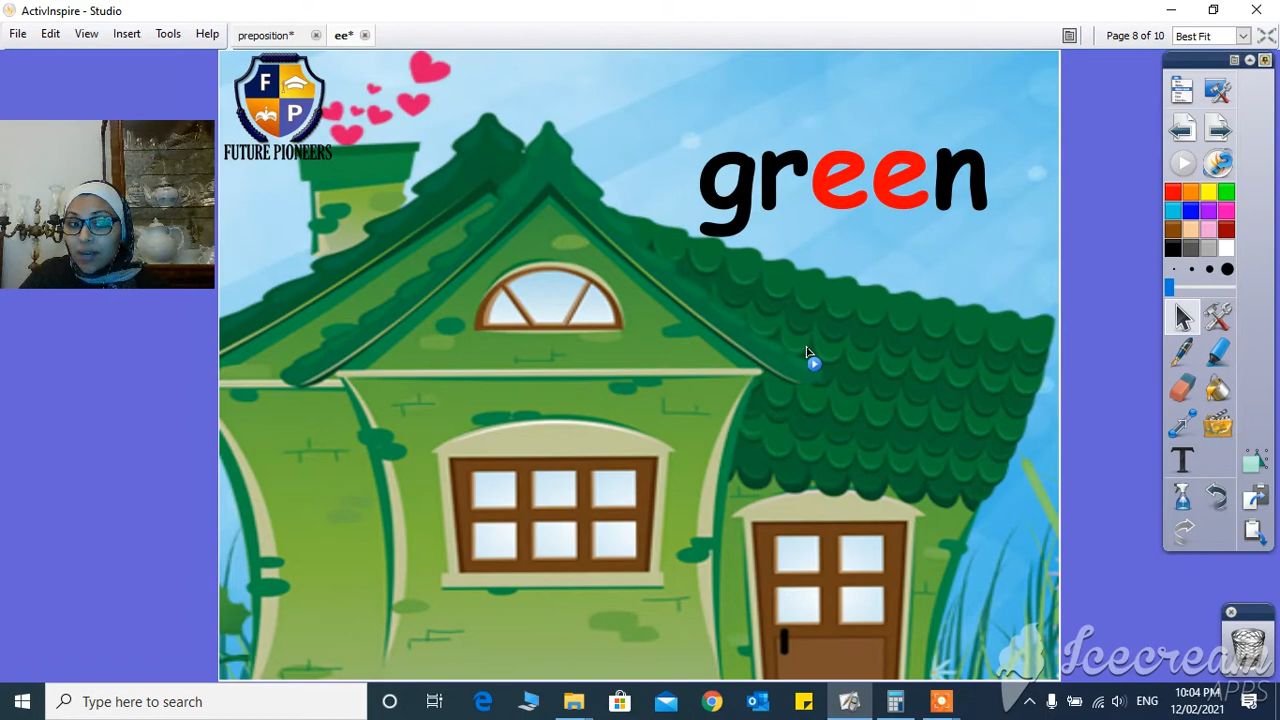 ActivInspire - Studio
File Edit View Insert Tools Help
preposition* ee* Page 8 of 10 Best Fit
F P
FUTURE PIONEERS
green
T
Icecream
APPS
Type here to search
ENG
10:04 PM
12/02/2021